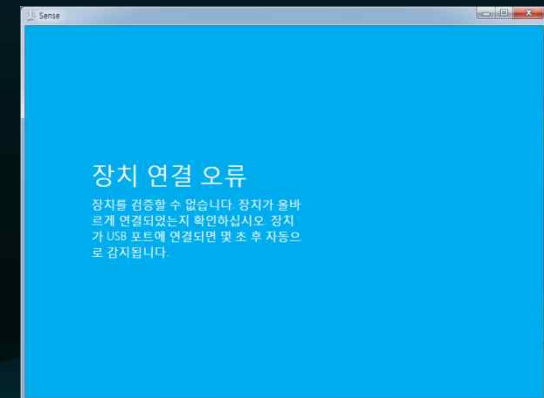 Sense
장치 연결 오류
장치를 검증할 수 없습니다. 장치가 올바
르게 연결되었는지 확인하십시오. 장치
가 USB 포트에 연결되면 몇 초 후 자동으
로 감지됩니다.